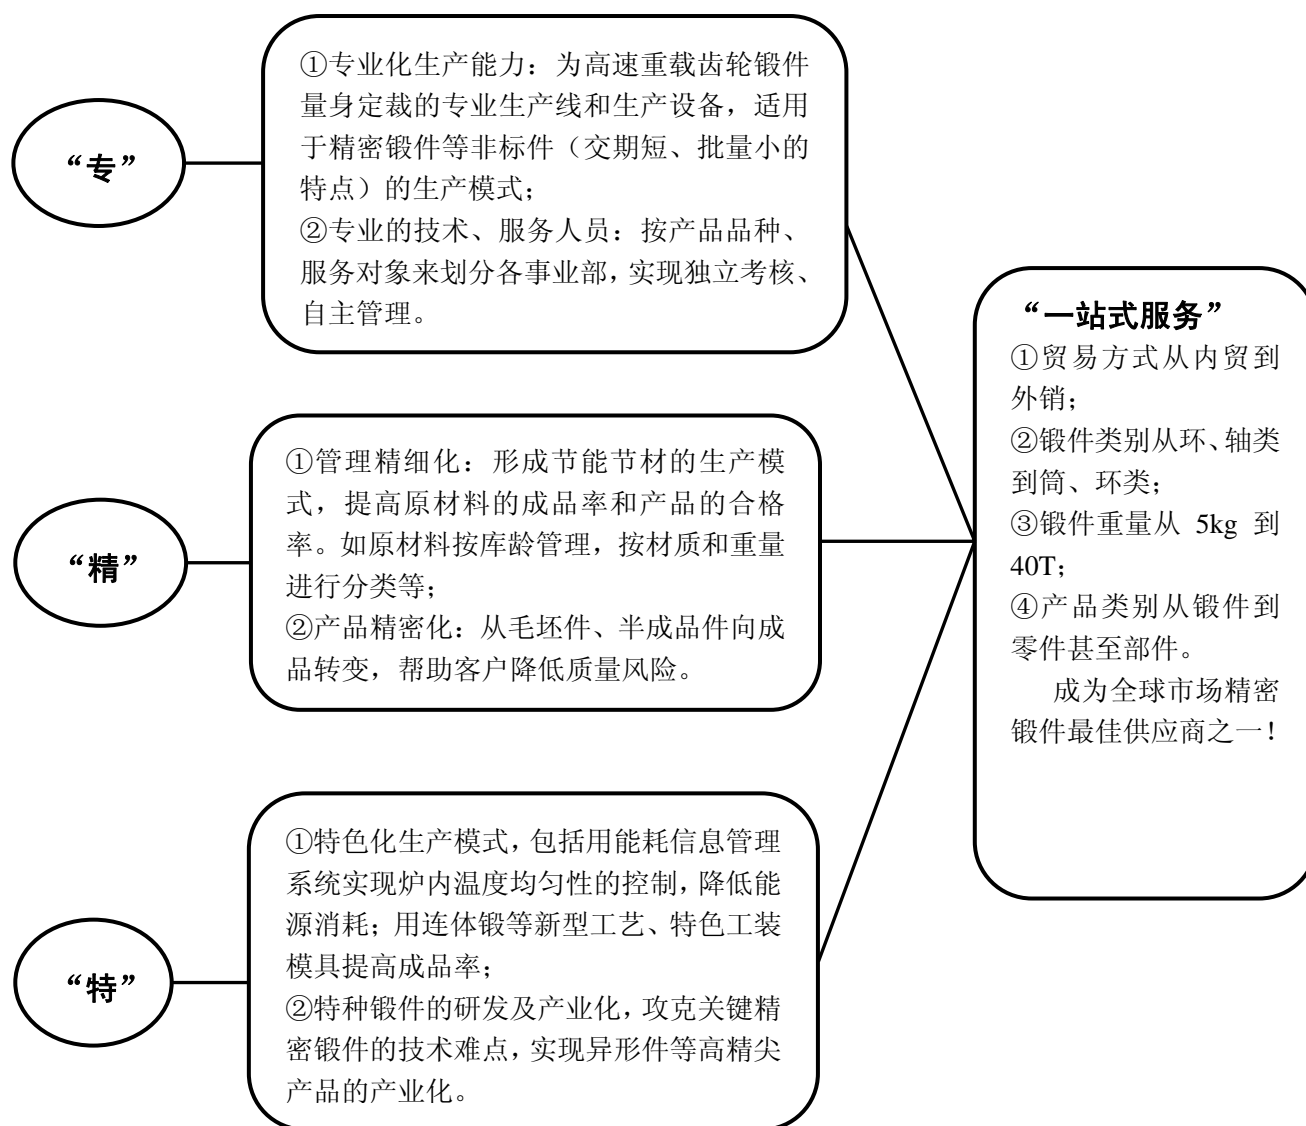 “专”
①专业化生产能力：为高速重载齿轮锻件
量身定裁的专业生产线和生产设备，适用
于精密锻件等非标件（交期短、批量小的
特点）的生产模式；
②专业的技术、服务人员：按产品品种、
服务对象来划分各事业部，实现独立考核、
自主管理。
“精”
①管理精细化：形成节能节材的生产模
式，提高原材料的成品率和产品的合格
率。如原材料按库龄管理，按材质和重量
进行分类等；
②产品精密化：从毛坯件、半成品件向成
品转变，帮助客户降低质量风险。
“特”
①特色化生产模式，包括用能耗信息管理
系统实现炉内温度均匀性的控制，降低能
源消耗；用连体锻等新型工艺、特色工装
模具提高成品率；
②特种锻件的研发及产业化，攻克关键精
密锻件的技术难点，实现异形件等高精尖
产品的产业化。
“一站式服务”
①贸易方式从内贸到
外销；
②锻件类别从环、轴类
到筒、环类；
③锻件重量从 5kg 到
40T；
④产品类别从锻件到
零件甚至部件。
成为全球市场精密
锻件最佳供应商之一！